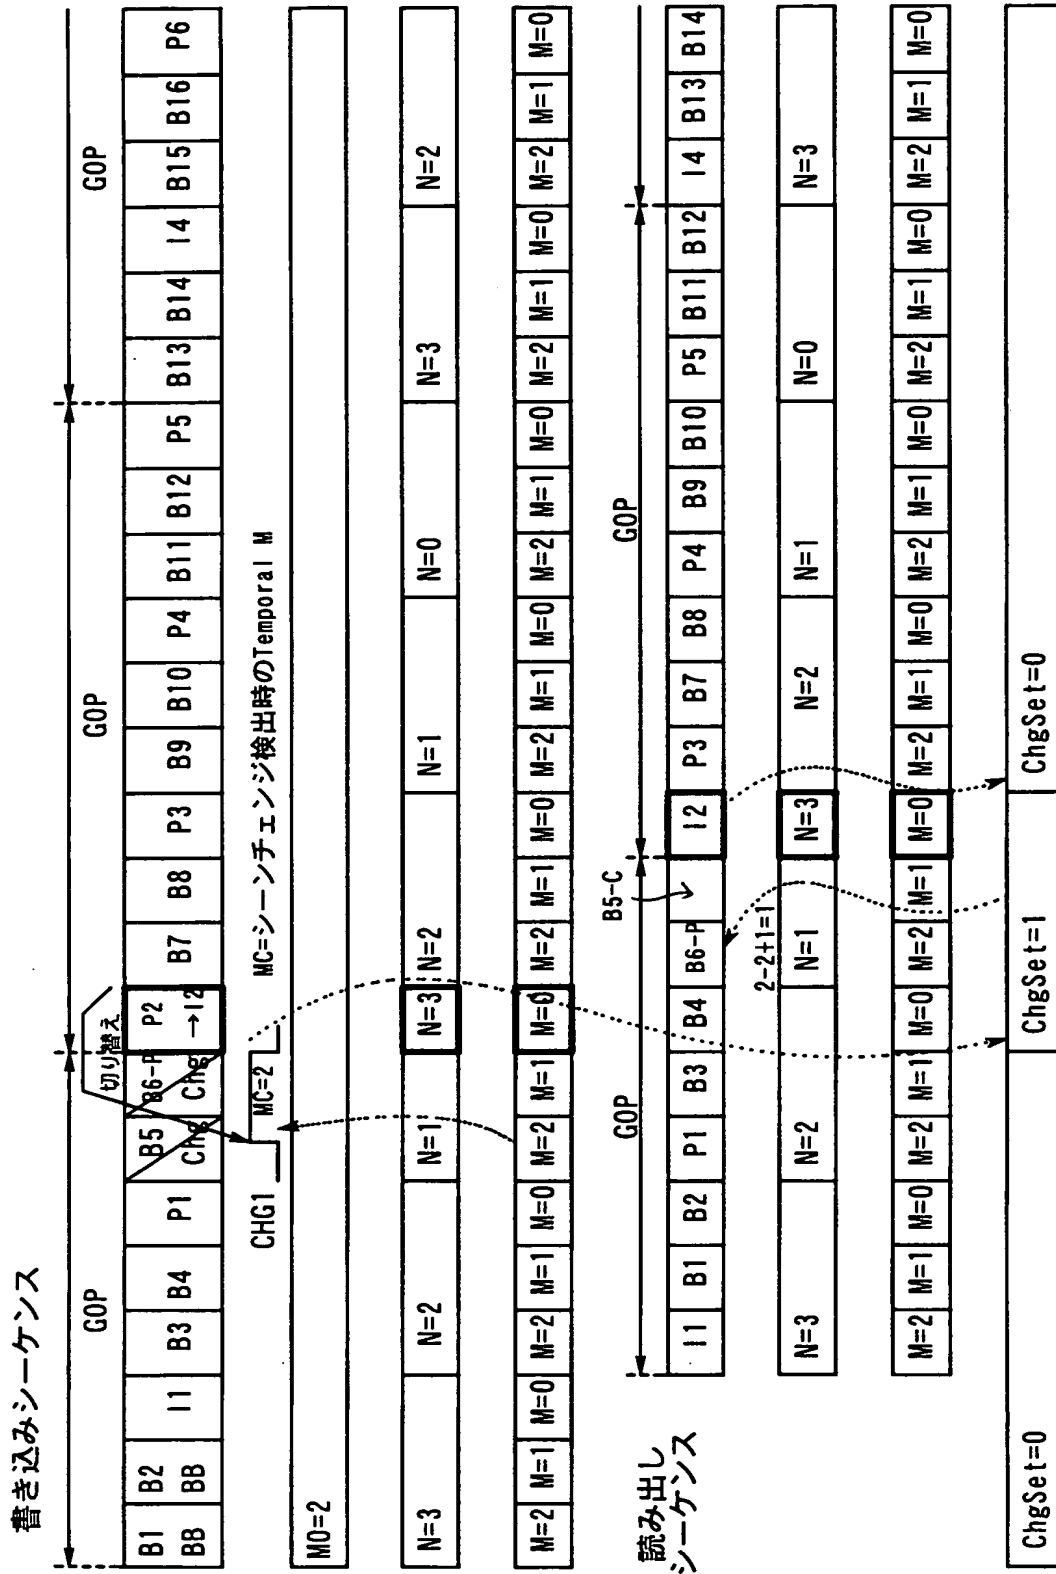 書き込みシーケンス
GOP GOP GOP
B1 B2 I1 B3 B4 P1 B5 B6-P P2 B7 B8 P3 B9 B10 P4 B11 B12 P5 B13 B14 I4 B15 B16 P6
BB BB Chg Chg →I2
切り替え
CHG1 MC=2 MC=シーンチェンジ検出時のTemporal M
M0=2
N=3 N=2 N=1 N=3 N=2 N=1 N=0 N=3 N=2
M=2 M=1 M=0 M=2 M=1 M=0 M=2 M=1 M=0 M=2 M=1 M=0 M=2 M=1 M=0 M=2 M=1 M=0 M=2 M=1 M=0 M=2 M=1 M=0
読み出し
シーケンス
GOP GOP
B5-C
I1 B1 B2 P1 B3 B4 B6-P I2 P3 B7 B8 P4 B9 B10 P5 B11 B12 I4 B13 B14
2-2+1=1
N=3 N=2 N=1 N=3 N=2 N=1 N=0 N=3
M=2 M=1 M=0 M=2 M=1 M=0 M=2 M=1 M=0 M=2 M=1 M=0 M=2 M=1 M=0 M=2 M=1 M=0 M=2 M=1 M=0
ChgSet=0 ChgSet=1 ChgSet=0